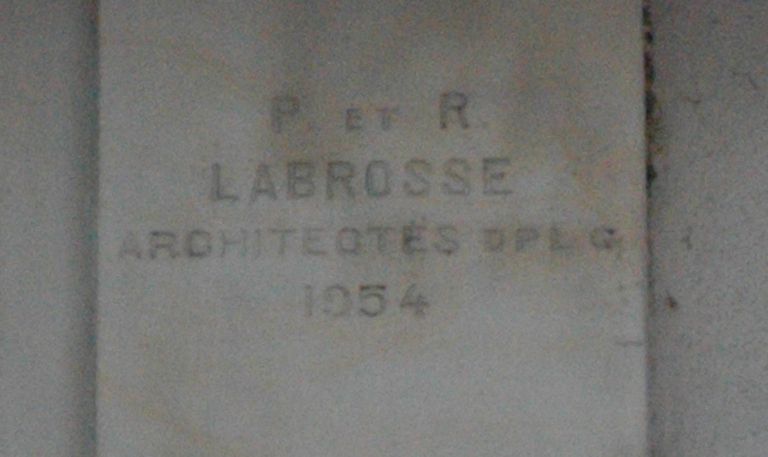 P. ET R.
LABROSSE
ARCHITECTES DPLG
1954